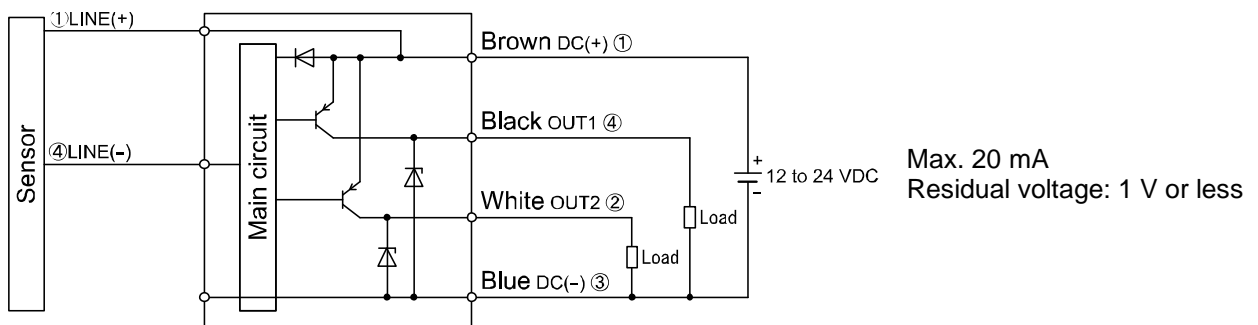 ①LINE(+)
Brown DC(+) ①
Black OUT1 ④
④LINE(-)
Sensor
Main circuit
+
12 to 24 VDC
−
Max. 20 mA
Residual voltage: 1 V or less
White OUT2 ②
Load
Load
Blue DC(-) ③